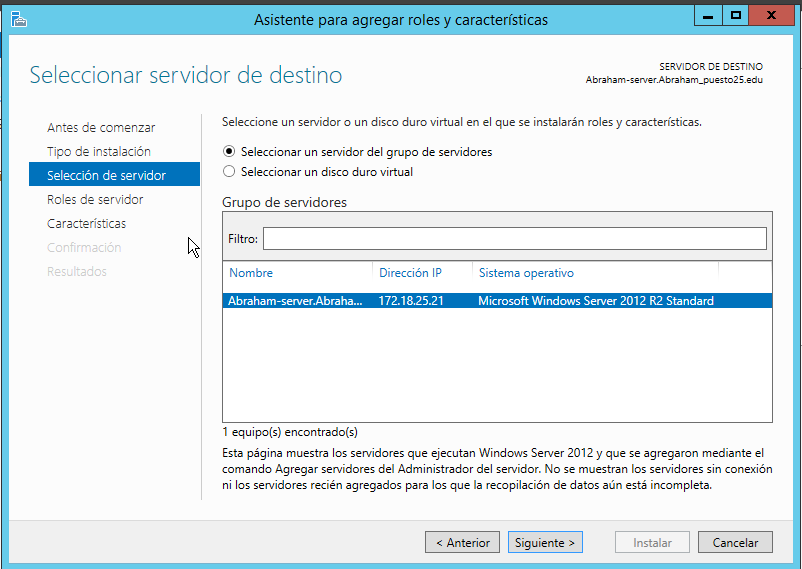 Asistente para agregar roles y características
Seleccionar servidor de destino
SERVIDOR DE DESTINO
Abraham-server.Abraham_puesto25.edu
Antes de comenzar
Tipo de instalación
Selección de servidor
Roles de servidor
Características
Confirmación
Resultados
Seleccione un servidor o un disco duro virtual en el que se instalarán roles y características.
Seleccionar un servidor del grupo de servidores
Seleccionar un disco duro virtual
Grupo de servidores
Filtro:
Nombre Dirección IP Sistema operativo
Abraham-server.Abraha... 172.18.25.21 Microsoft Windows Server 2012 R2 Standard
1 equipo(s) encontrado(s)
Esta página muestra los servidores que ejecutan Windows Server 2012 y que se agregaron mediante el
comando Agregar servidores del Administrador del servidor. No se muestran los servidores sin conexión
ni los servidores recién agregados para los que la recopilación de datos aún está incompleta.
< Anterior Siguiente > Instalar Cancelar